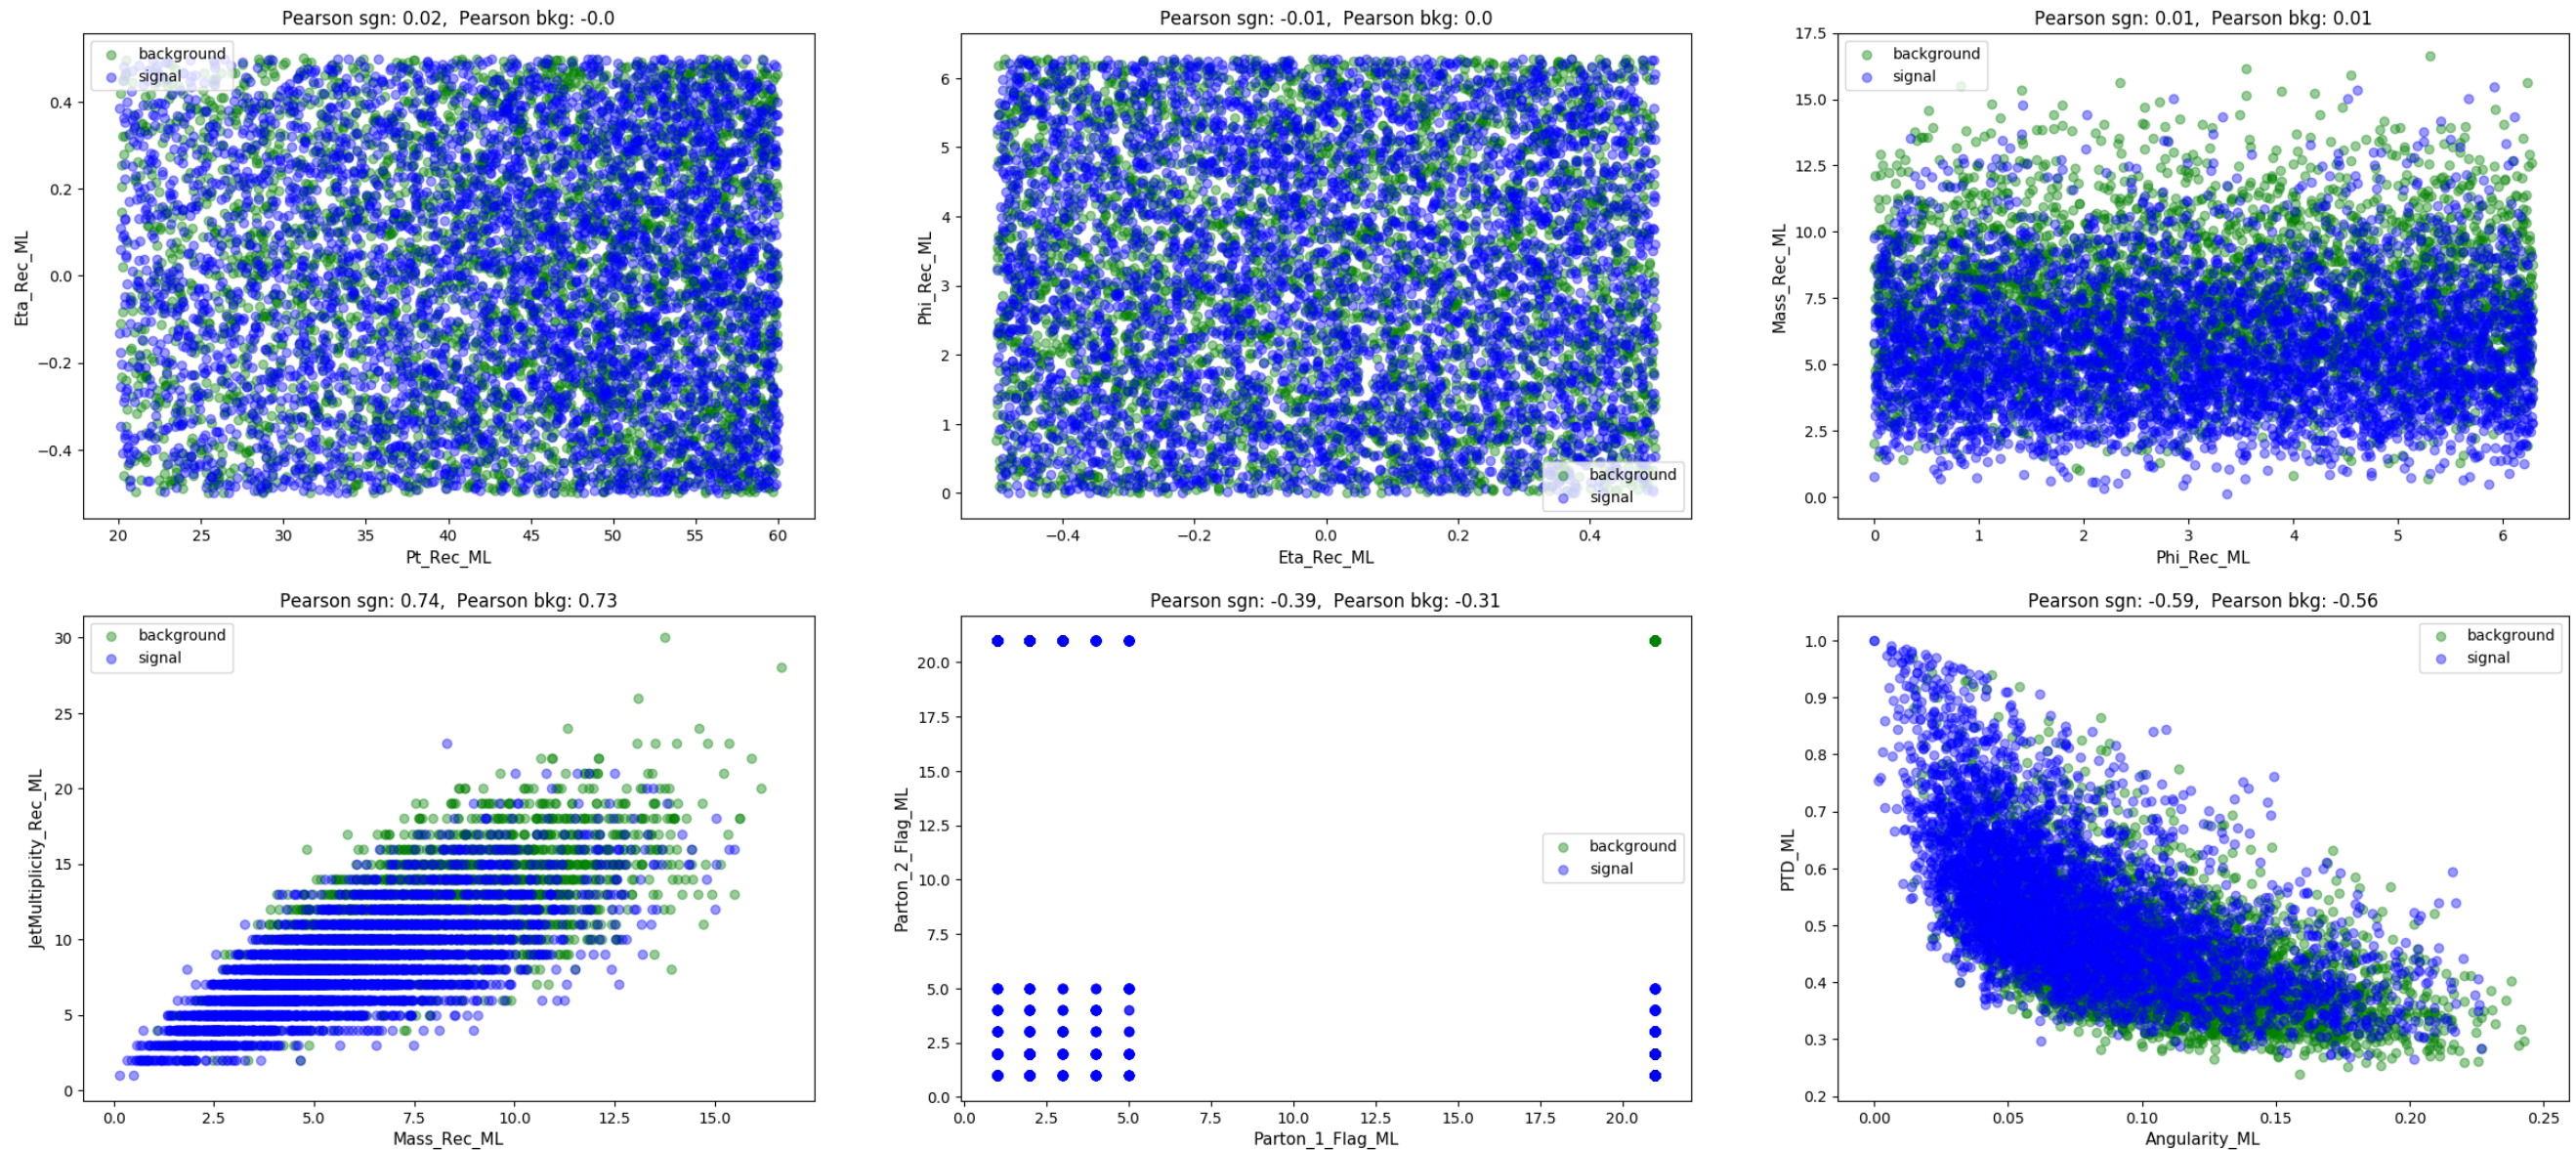 Pearson sgn: 0.02,  Pearson bkg: -0.0
background
signal
0.4
0.2
0.0
−0.2
−0.4
Eta_Rec_ML
20 25 30 35 40 45 50 55 60
Pt_Rec_ML
Pearson sgn: -0.01,  Pearson bkg: 0.0
6
5
4
3
2
1
0
Phi_Rec_ML
background
signal
−0.4 −0.2 0.0 0.2 0.4
Eta_Rec_ML
Pearson sgn: 0.01,  Pearson bkg: 0.01
background
signal
17.5
15.0
12.5
10.0
7.5
5.0
2.5
0.0
Mass_Rec_ML
0 1 2 3 4 5 6
Phi_Rec_ML
Pearson sgn: 0.74,  Pearson bkg: 0.73
background
signal
30
25
20
15
10
5
0
JetMultiplicity_Rec_ML
0.0 2.5 5.0 7.5 10.0 12.5 15.0
Mass_Rec_ML
Pearson sgn: -0.39,  Pearson bkg: -0.31
20.0
17.5
15.0
12.5
10.0
7.5
5.0
2.5
0.0
Parton_2_Flag_ML
background
signal
0.0 2.5 5.0 7.5 10.0 12.5 15.0 17.5 20.0
Parton_1_Flag_ML
Pearson sgn: -0.59,  Pearson bkg: -0.56
background
signal
1.0
0.9
0.8
0.7
0.6
0.5
0.4
0.3
0.2
PTD_ML
0.00 0.05 0.10 0.15 0.20 0.25
Angularity_ML